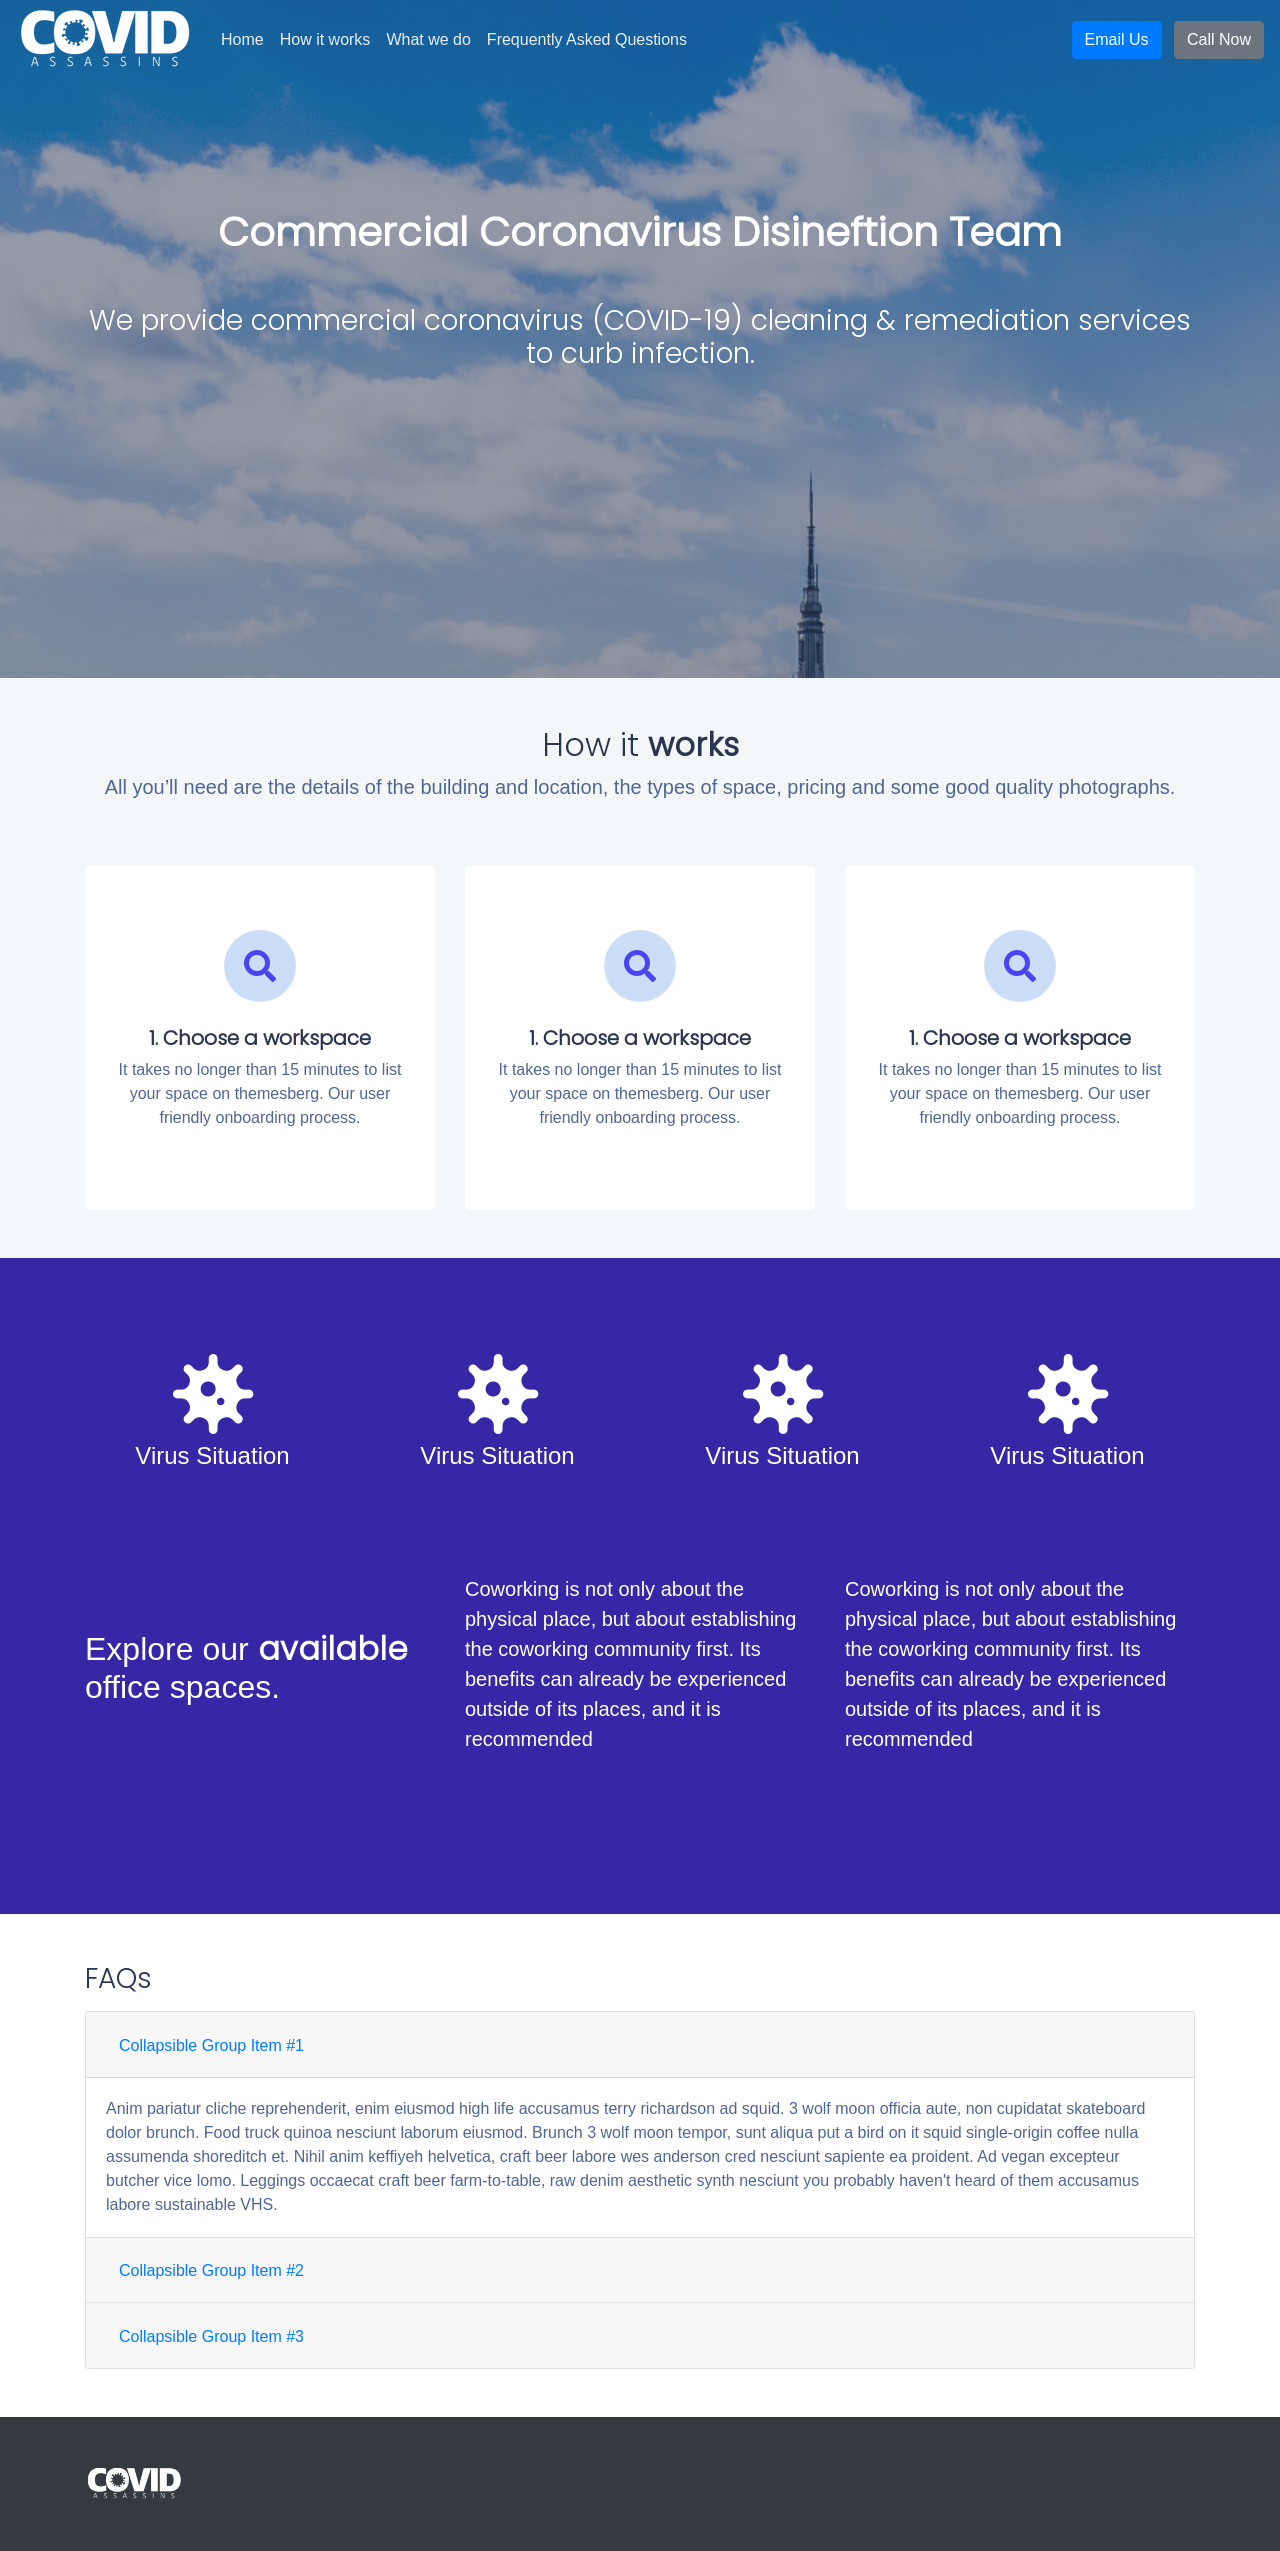 COVID
ASSASSINS
Home How it works What we do Frequently Asked Questions Email Us Call Now
Commercial Coronavirus Disineftion Team
We provide commercial coronavirus (COVID-19) cleaning & remediation services
to curb infection.
How it works
All you’ll need are the details of the building and location, the types of space, pricing and some good quality photographs.
1. Choose a workspace
It takes no longer than 15 minutes to list
your space on themesberg. Our user
friendly onboarding process.
1. Choose a workspace
It takes no longer than 15 minutes to list
your space on themesberg. Our user
friendly onboarding process.
1. Choose a workspace
It takes no longer than 15 minutes to list
your space on themesberg. Our user
friendly onboarding process.
Virus Situation
Virus Situation
Virus Situation
Virus Situation
Explore our available
office spaces.
Coworking is not only about the
physical place, but about establishing
the coworking community first. Its
benefits can already be experienced
outside of its places, and it is
recommended
Coworking is not only about the
physical place, but about establishing
the coworking community first. Its
benefits can already be experienced
outside of its places, and it is
recommended
FAQs
Collapsible Group Item #1
Anim pariatur cliche reprehenderit, enim eiusmod high life accusamus terry richardson ad squid. 3 wolf moon officia aute, non cupidatat skateboard
dolor brunch. Food truck quinoa nesciunt laborum eiusmod. Brunch 3 wolf moon tempor, sunt aliqua put a bird on it squid single-origin coffee nulla
assumenda shoreditch et. Nihil anim keffiyeh helvetica, craft beer labore wes anderson cred nesciunt sapiente ea proident. Ad vegan excepteur
butcher vice lomo. Leggings occaecat craft beer farm-to-table, raw denim aesthetic synth nesciunt you probably haven't heard of them accusamus
labore sustainable VHS.
Collapsible Group Item #2
Collapsible Group Item #3
COVID
ASSASSINS